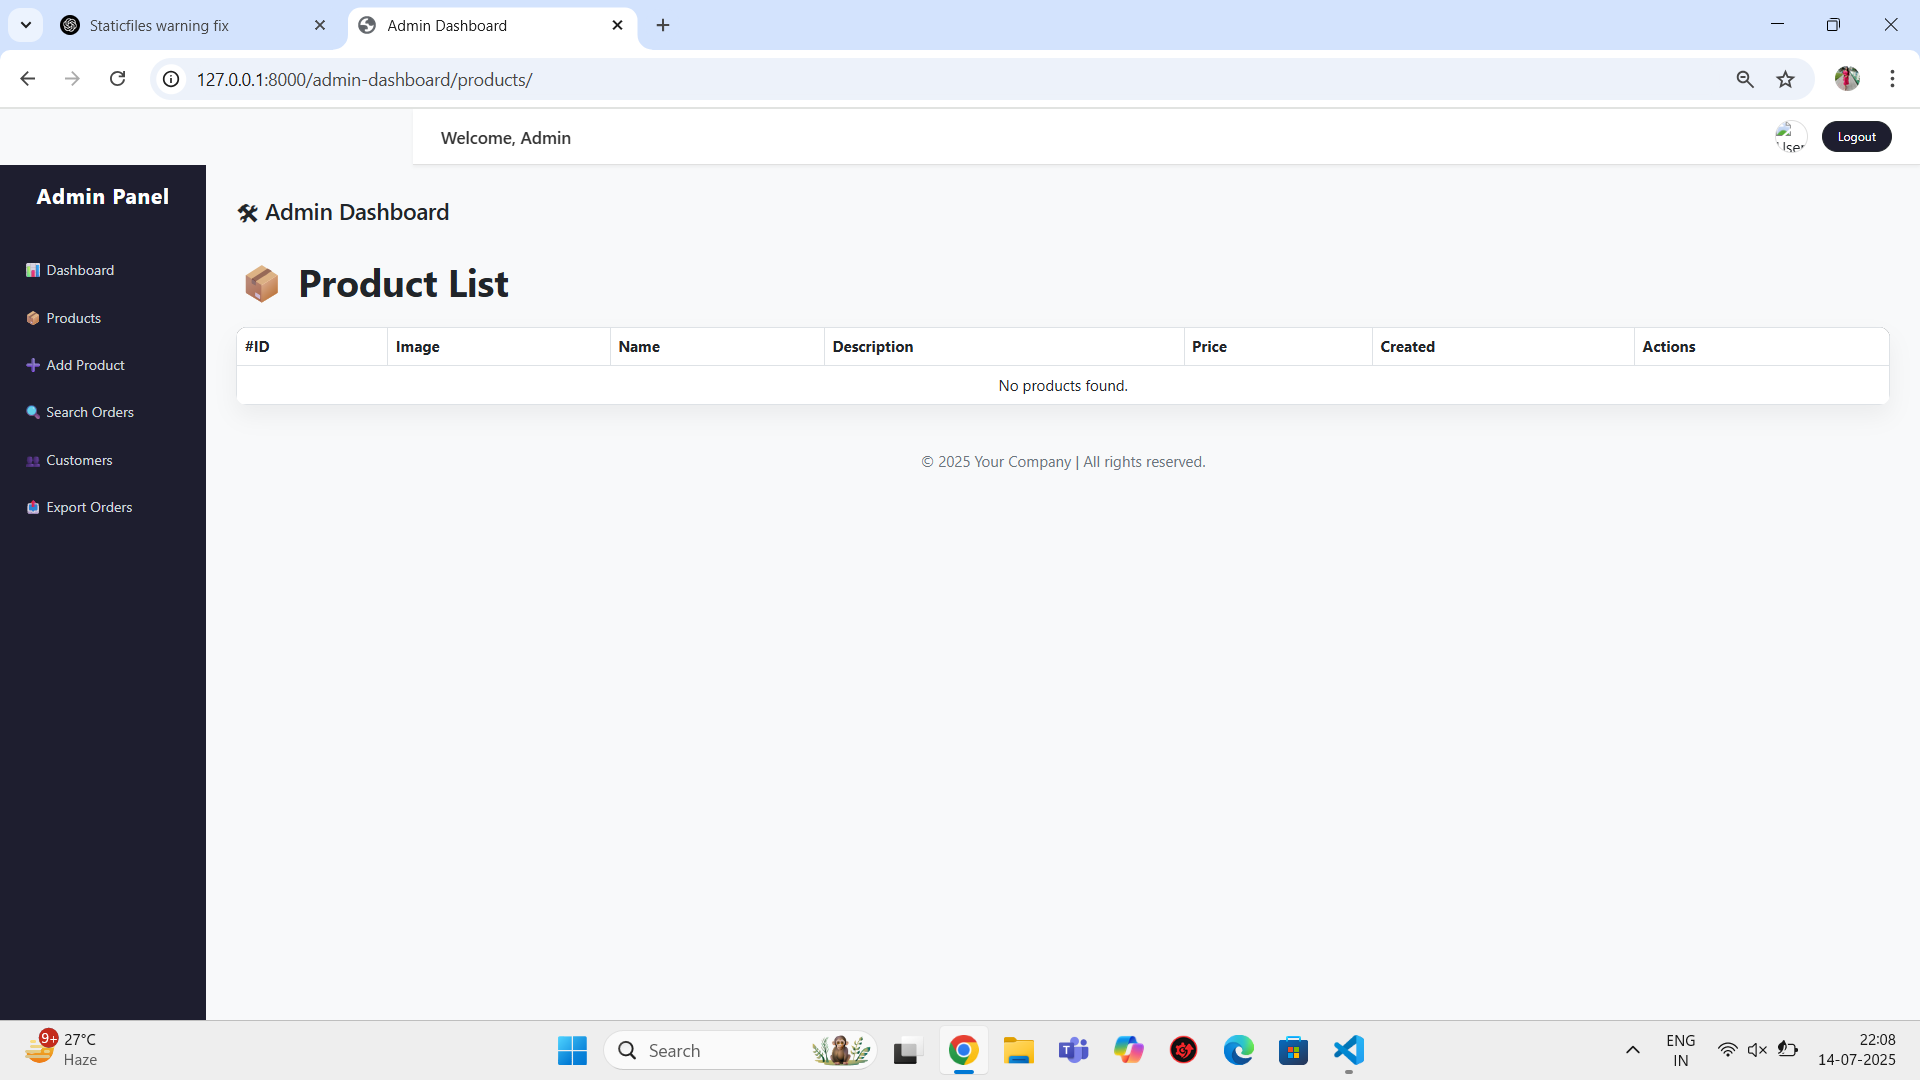 Staticfiles warning fix
Admin Dashboard
127.0.0.1:8000/admin-dashboard/products/
Welcome, Admin
User
Logout
Admin Panel
🛠 Admin Dashboard
📊 Dashboard
📦 Product List
📦 Products
#ID Image Name Description Price Created Actions
➕ Add Product
No products found.
🔍 Search Orders
👥 Customers
© 2025 Your Company | All rights reserved.
📤 Export Orders
9+
27°C
Haze
Search
ENG
IN
22:08
14-07-2025